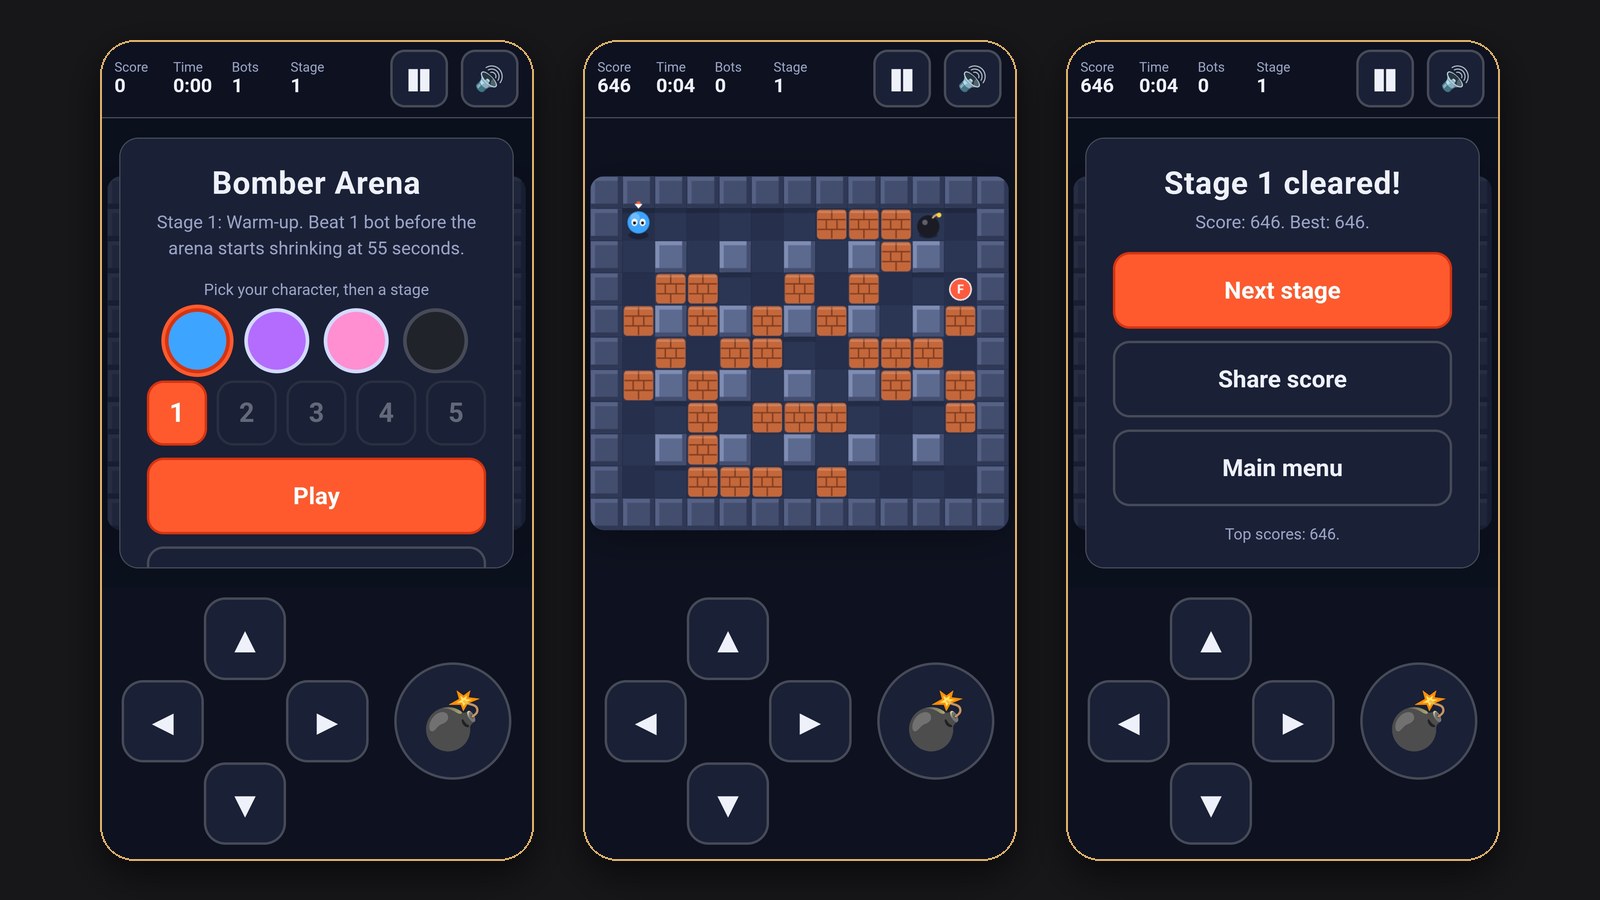 Score Time Bots Stage
0 0:00 1 1
Bomber Arena
Stage 1: Warm-up. Beat 1 bot before the
arena starts shrinking at 55 seconds.
Pick your character, then a stage
1 2 3 4 5
Play
Score Time Bots Stage
646 0:04 0 1
F
Score Time Bots Stage
646 0:04 0 1
Stage 1 cleared!
Score: 646. Best: 646.
Next stage
Share score
Main menu
Top scores: 646.